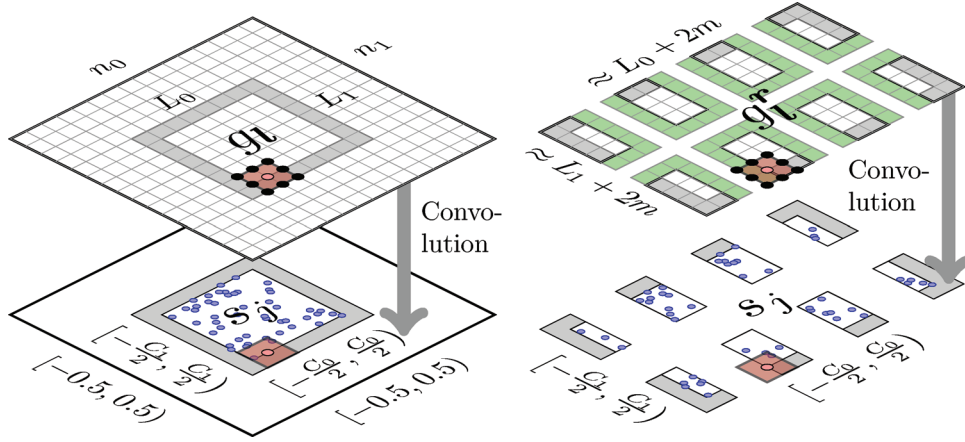 n₀
n₁
L₀
L₁
g_l
Convo-
lution
s_j
[-C₁/2, C₁/2)
[-C₀/2, C₀/2)
[-0.5, 0.5)
[-0.5, 0.5)
≈ L₀ + 2m
g_l^r
≈ L₁ + 2m
Convo-
lution
s_j
[-C₁/2, C₁/2)
[-C₀/2, C₀/2)